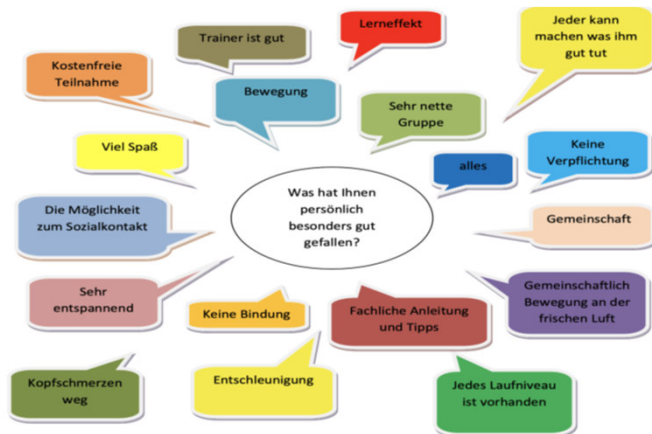 Trainer ist gut
Lerneffekt
Jeder kann
machen was ihm
gut tut
Kostenfreie
Teilnahme
Bewegung
Sehr nette
Gruppe
Viel Spaß
alles
Keine
Verpflichtung
Was hat Ihnen
persönlich
besonders gut
gefallen?
Die Möglichkeit
zum Sozialkontakt
Gemeinschaft
Sehr
entspannend
Keine Bindung
Fachliche Anleitung
und Tipps
Gemeinschaftlich
Bewegung an der
frischen Luft
Kopfschmerzen
weg
Entschleunigung
Jedes Laufniveau
ist vorhanden